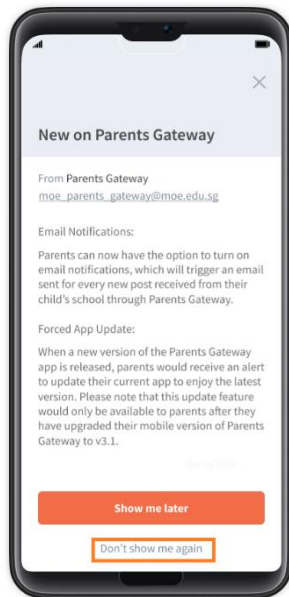 New on Parents Gateway
From Parents Gateway
moe_parents_gateway@moe.edu.sg
Email Notifications:
Parents can now have the option to turn on
email notifications, which will trigger an email
sent for every new post received from their
child's school through Parents Gateway.
Forced App Update:
When a new version of the Parents Gateway
app is released, parents would receive an alert
to update their current app to enjoy the latest
version. Please note that this update feature
would only be available to parents after they
have upgraded their mobile version of Parents
Gateway to v3.1.
Show me later
Don't show me again